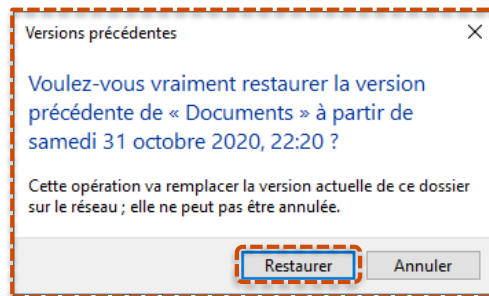 Versions précédentes
Voulez-vous vraiment restaurer la version
précédente de « Documents » à partir de
samedi 31 octobre 2020, 22:20 ?
Cette opération va remplacer la version actuelle de ce dossier
sur le réseau ; elle ne peut pas être annulée.
Restaurer
Annuler